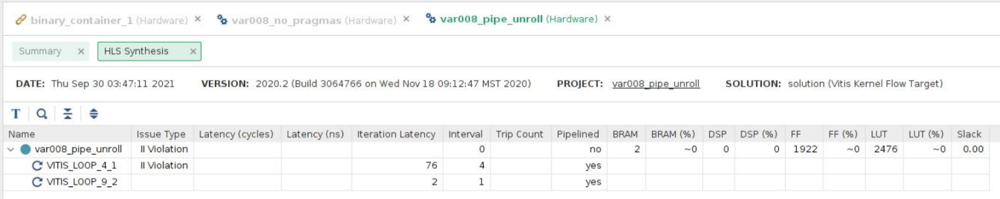 binary_container_1 (Hardware) × var008_no_pragmas (Hardware) × var008_pipe_unroll (Hardware) ×
Summary × HLS Synthesis ×
DATE: Thu Sep 30 03:47:11 2021 VERSION: 2020.2 (Build 3064766 on Wed Nov 18 09:12:47 MST 2020) PROJECT: var008_pipe_unroll SOLUTION: solution (Vitis Kernel Flow Target)
T
Name Issue Type Latency (cycles) Latency (ns) Iteration Latency Interval Trip Count Pipelined BRAM BRAM (%) DSP DSP (%) FF FF (%) LUT LUT (%) Slack
var008_pipe_unroll II Violation 0 no 2 ~0 0 0 1922 ~0 2476 ~0 0.00
VITIS_LOOP_4_1 II Violation 76 4 yes
VITIS_LOOP_9_2 2 1 yes